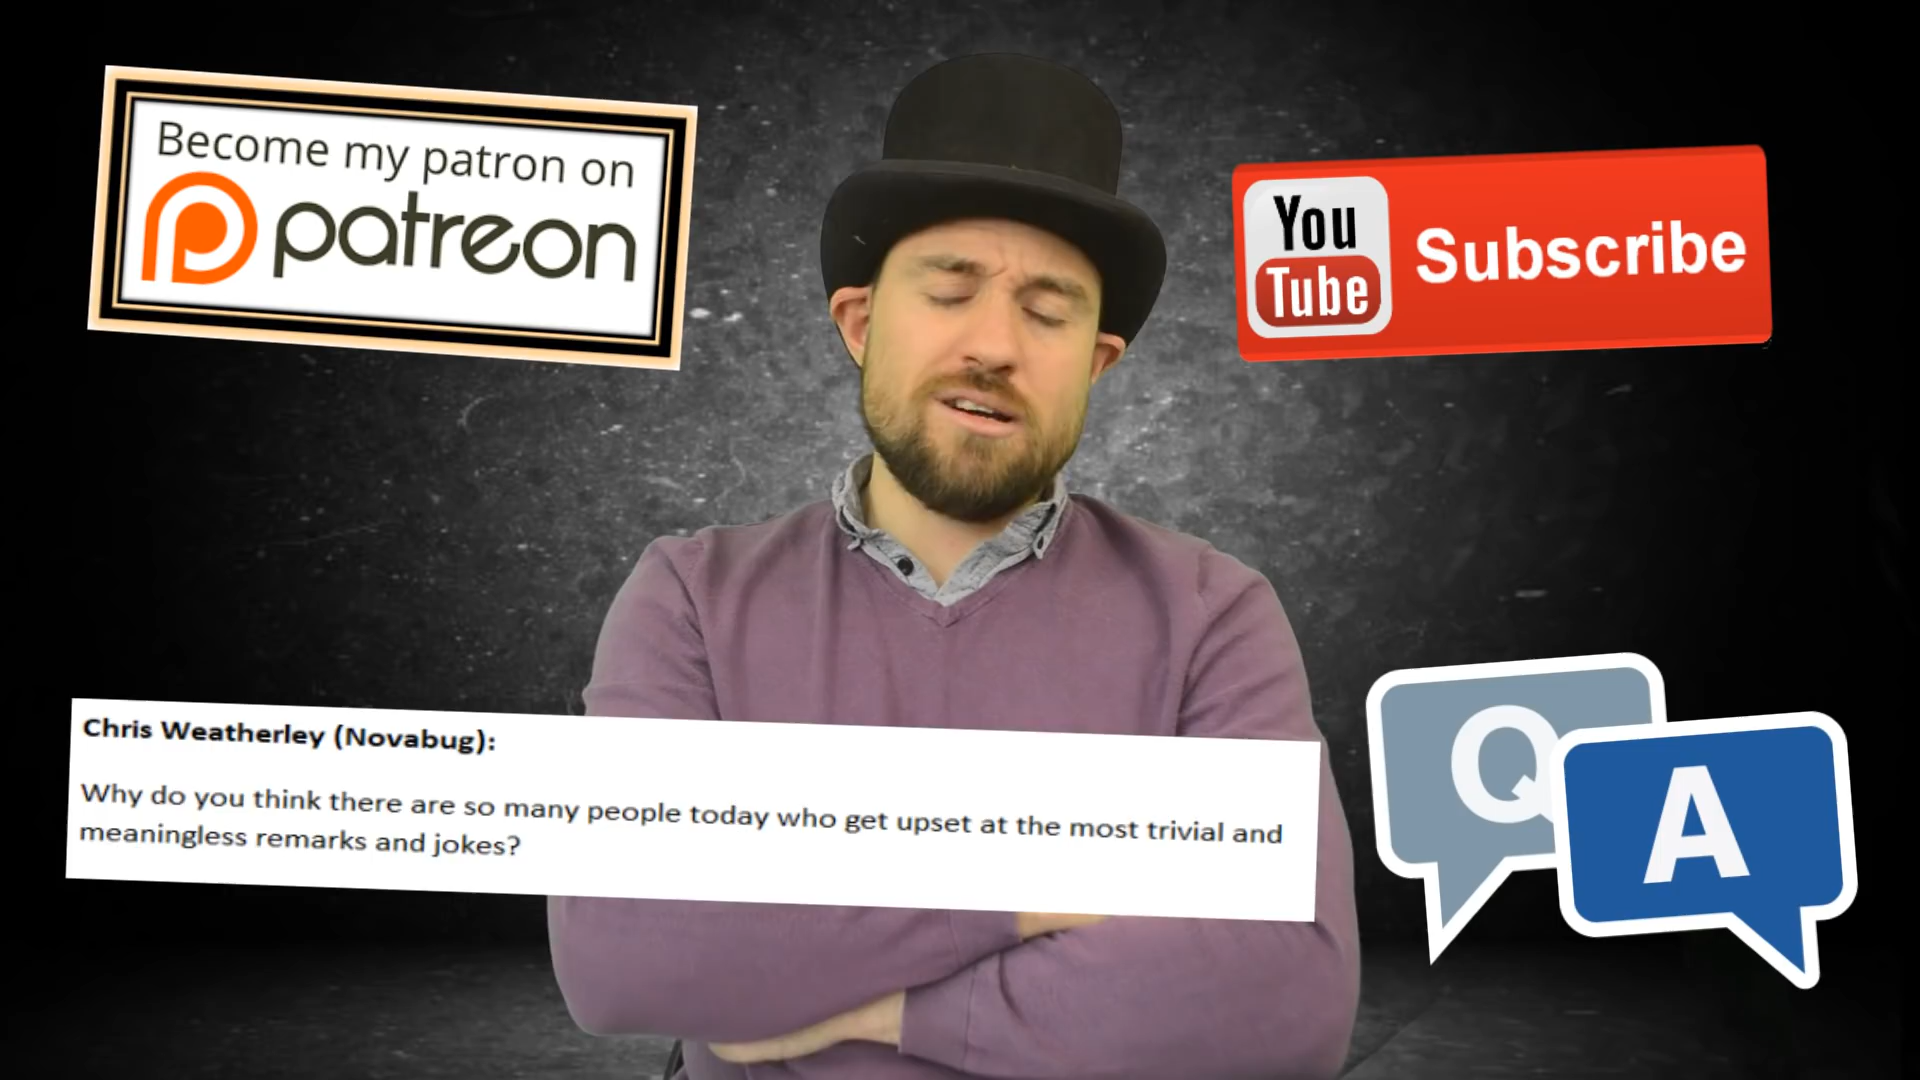 Become my patron on
patreon
You
Tube
Subscribe
Chris Weatherley (Novabug):
Why do you think there are so many people today who get upset at the most trivial and
meaningless remarks and jokes?
Q
A